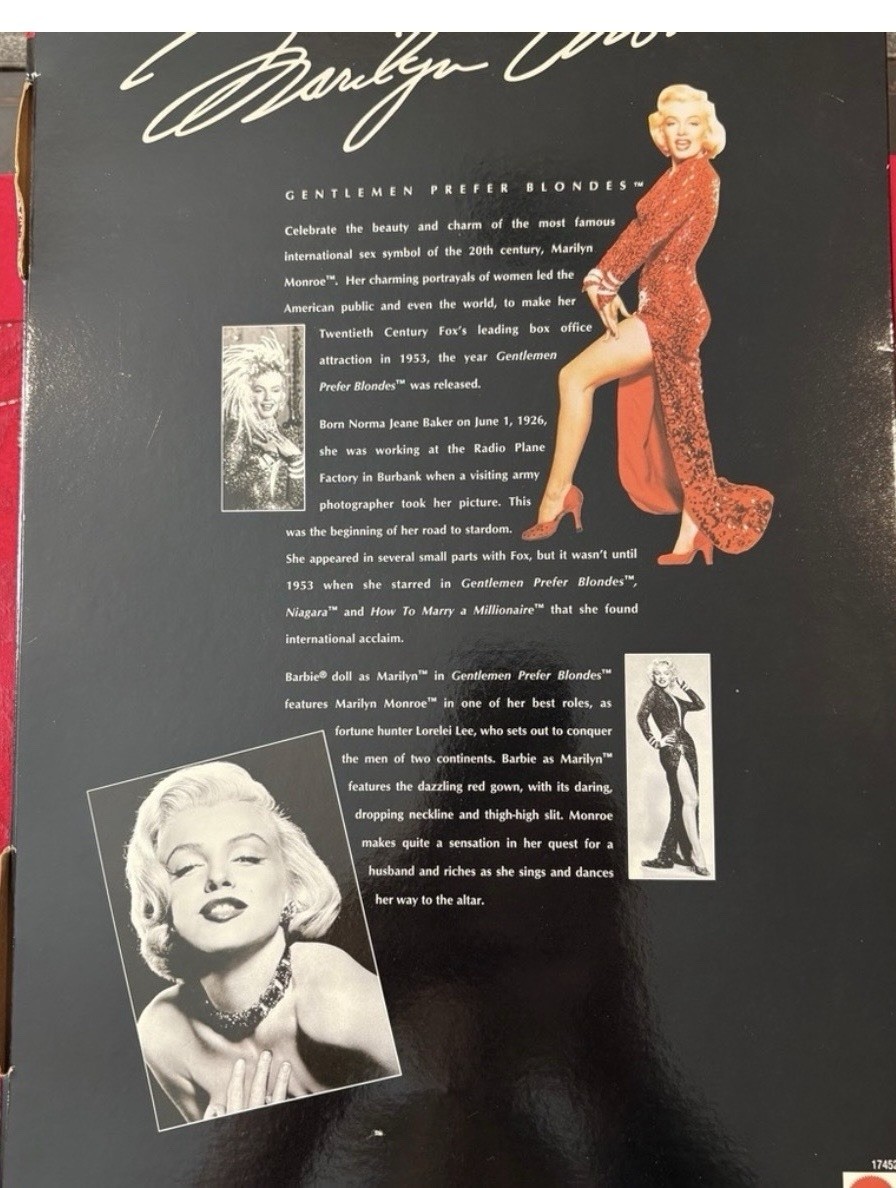 Marilyn
GENTLEMEN PREFER BLONDES™
Celebrate the beauty and charm of the most famous
international sex symbol of the 20th century, Marilyn
Monroe™. Her charming portrayals of women led the
American public and even the world, to make her
Twentieth Century Fox's leading box office
attraction in 1953, the year Gentlemen
Prefer Blondes™ was released.
Born Norma Jeane Baker on June 1, 1926,
she was working at the Radio Plane
Factory in Burbank when a visiting army
photographer took her picture. This
was the beginning of her road to stardom.
She appeared in several small parts with Fox, but it wasn't until
1953 when she starred in Gentlemen Prefer Blondes™,
Niagara™ and How To Marry a Millionaire™ that she found
international acclaim.
Barbie® doll as Marilyn™ in Gentlemen Prefer Blondes™
features Marilyn Monroe™ in one of her best roles, as
fortune hunter Lorelei Lee, who sets out to conquer
the men of two continents. Barbie as Marilyn™
features the dazzling red gown, with its daring,
dropping neckline and thigh-high slit. Monroe
makes quite a sensation in her quest for a
husband and riches as she sings and dances
her way to the altar.
17452